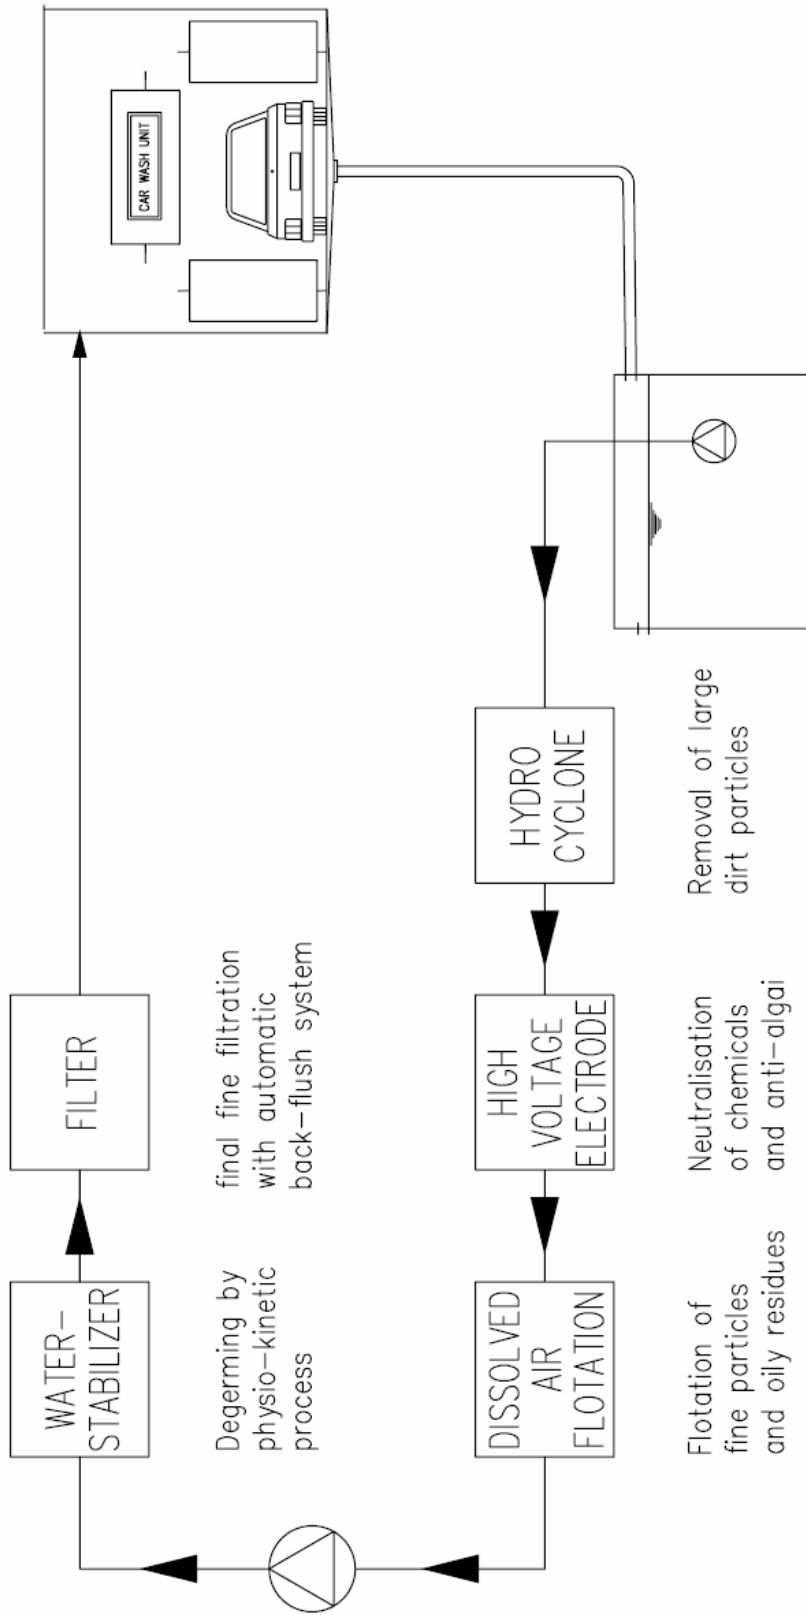 CAR WASH UNIT
WATER-
STABILIZER
FILTER
Degerming by
physio-kinetic
process
final fine filtration
with automatic
back-flush system
DISSOLVED
AIR
FLOTATION
HIGH
VOLTAGE
ELECTRODE
HYDRO
CYCLONE
Flotation of
fine particles
and oily residues
Neutralisation
of chemicals
and anti-algai
Removal of large
dirt particles